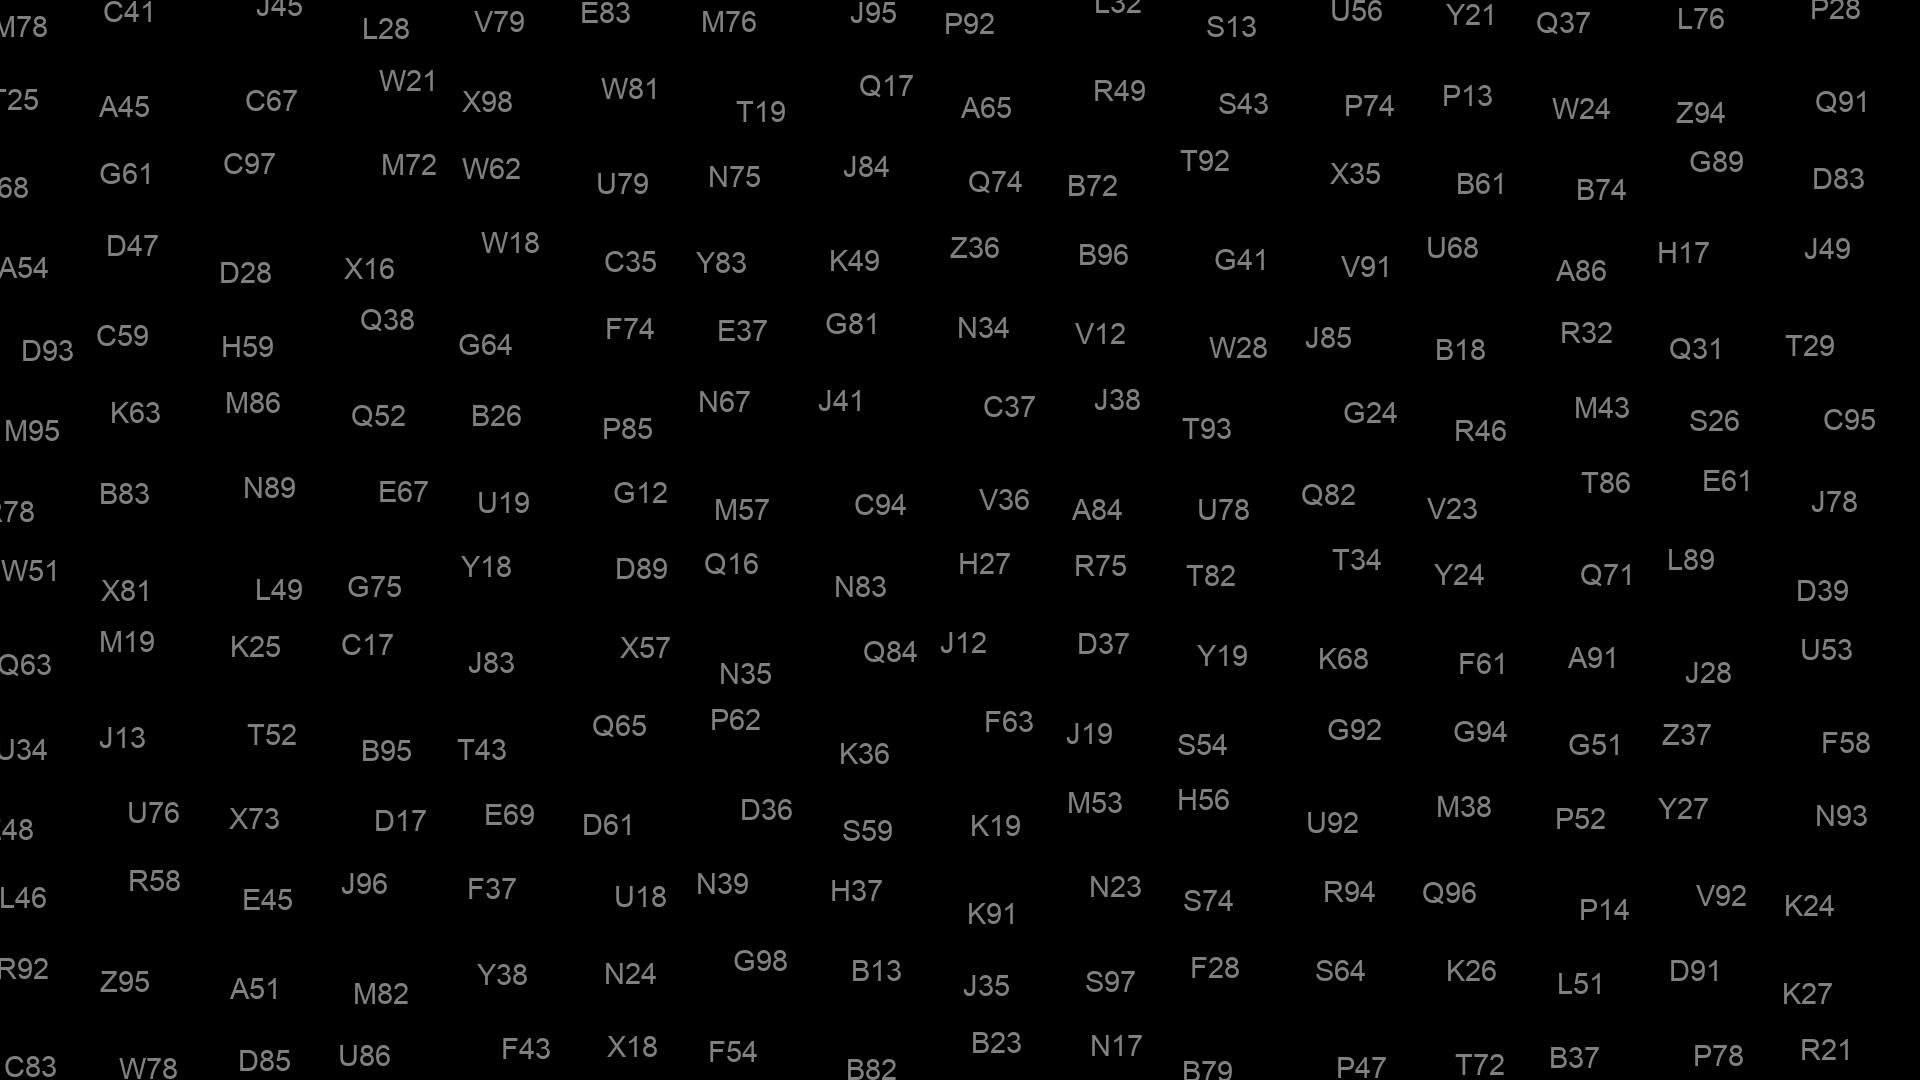 M78 C41 J45 L28 V79 E83 M76 J95 P92 L32 S13 U56 Y21 Q37 L76 P28
T25 A45 C67 W21 X98 W81 T19 Q17 A65 R49 S43 P74 P13 W24 Z94 Q91
68 G61 C97 M72 W62 U79 N75 J84 Q74 B72 T92 X35 B61 B74 G89 D83
A54 D47 D28 X16 W18 C35 Y83 K49 Z36 B96 G41 V91 U68 A86 H17 J49
D93 C59 H59 Q38 G64 F74 E37 G81 N34 V12 W28 J85 B18 R32 Q31 T29
M95 K63 M86 Q52 B26 P85 N67 J41 C37 J38 T93 G24 R46 M43 S26 C95
78 B83 N89 E67 U19 G12 M57 C94 V36 A84 U78 Q82 V23 T86 E61 J78
W51 X81 L49 G75 Y18 D89 Q16 N83 H27 R75 T82 T34 Y24 Q71 L89 D39
Q63 M19 K25 C17 J83 X57 N35 Q84 J12 D37 Y19 K68 F61 A91 J28 U53
U34 J13 T52 B95 T43 Q65 P62 K36 F63 J19 S54 G92 G94 G51 Z37 F58
48 U76 X73 D17 E69 D61 D36 S59 K19 M53 H56 U92 M38 P52 Y27 N93
L46 R58 E45 J96 F37 U18 N39 H37 K91 N23 S74 R94 Q96 P14 V92 K24
R92 Z95 A51 M82 Y38 N24 G98 B13 J35 S97 F28 S64 K26 L51 D91 K27
C83 W78 D85 U86 F43 X18 F54 B82 B23 N17 B79 P47 T72 B37 P78 R21